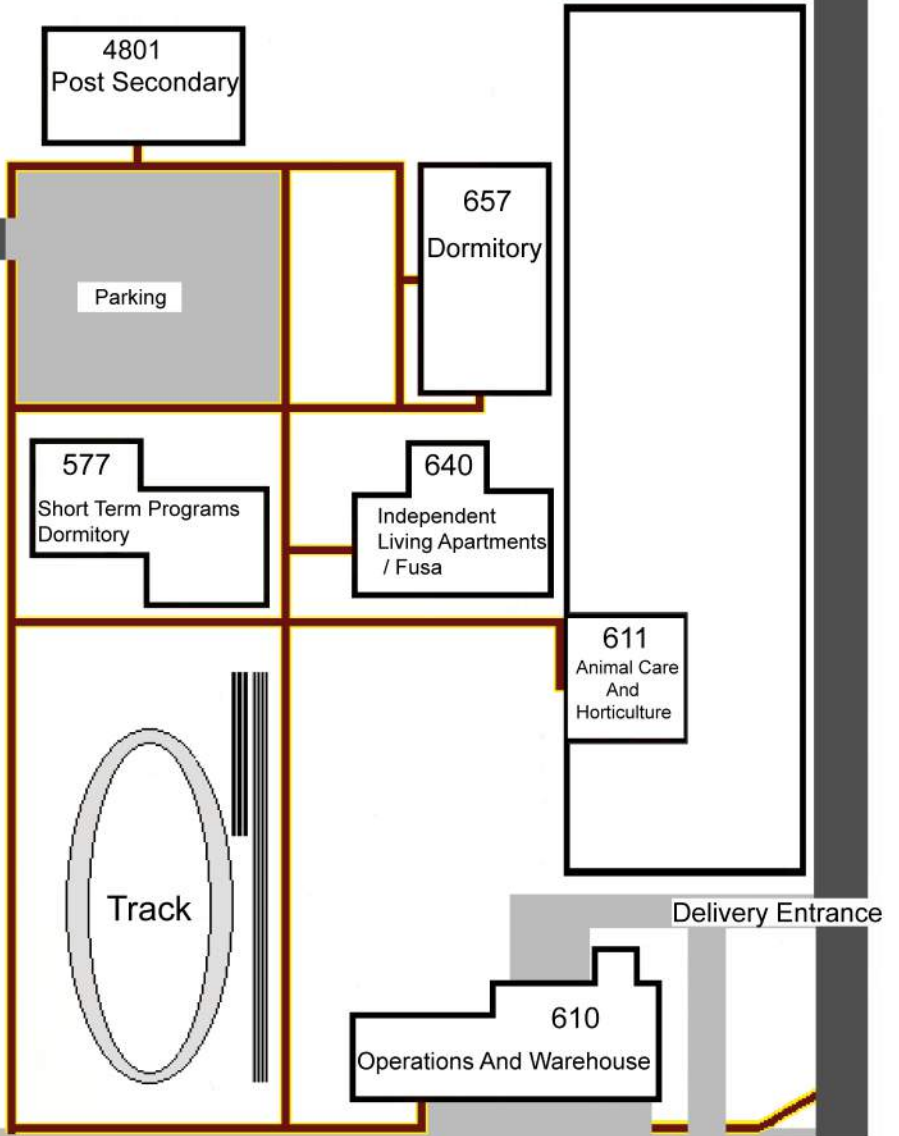 4801
Post Secondary
657
Dormitory
Parking
577
Short Term Programs
Dormitory
640
Independent
Living Apartments
/ Fusa
611
Animal Care
And
Horticulture
Track
Delivery Entrance
610
Operations And Warehouse